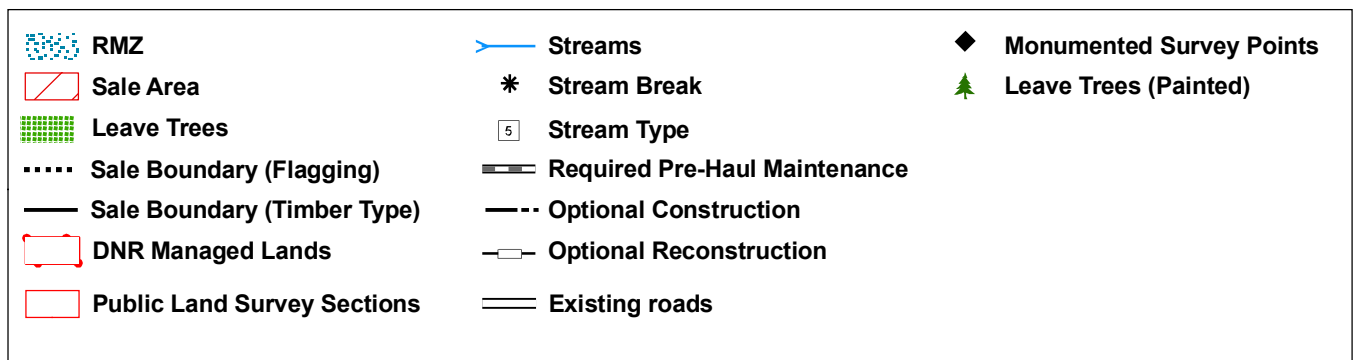 RMZ
Sale Area
Leave Trees
Sale Boundary (Flagging)
Sale Boundary (Timber Type)
DNR Managed Lands
Public Land Survey Sections
Streams
Stream Break
5 Stream Type
Required Pre-Haul Maintenance
Optional Construction
Optional Reconstruction
Existing roads
Monumented Survey Points
Leave Trees (Painted)